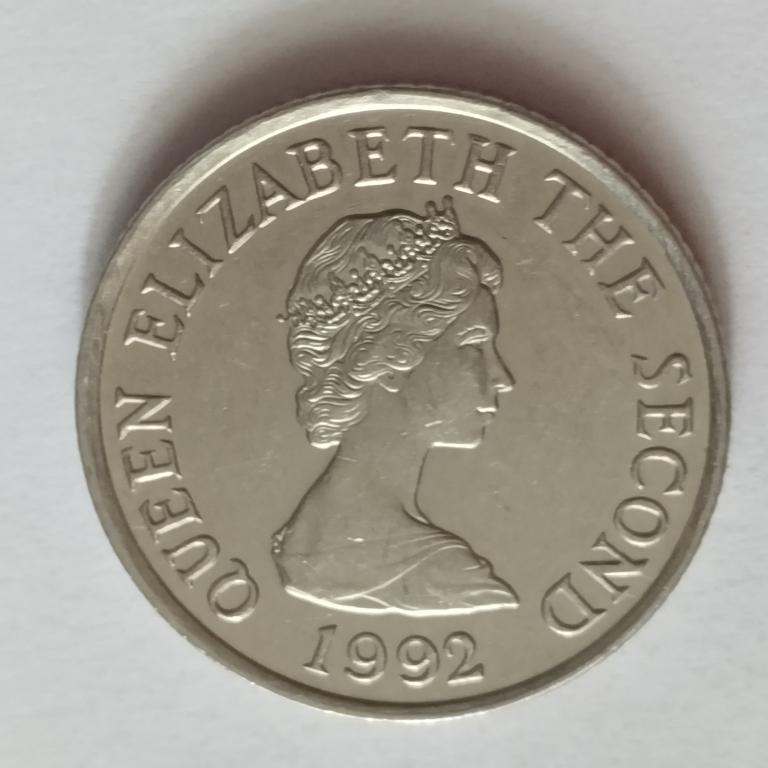 QUEEN ELIZABETH THE SECOND
1992